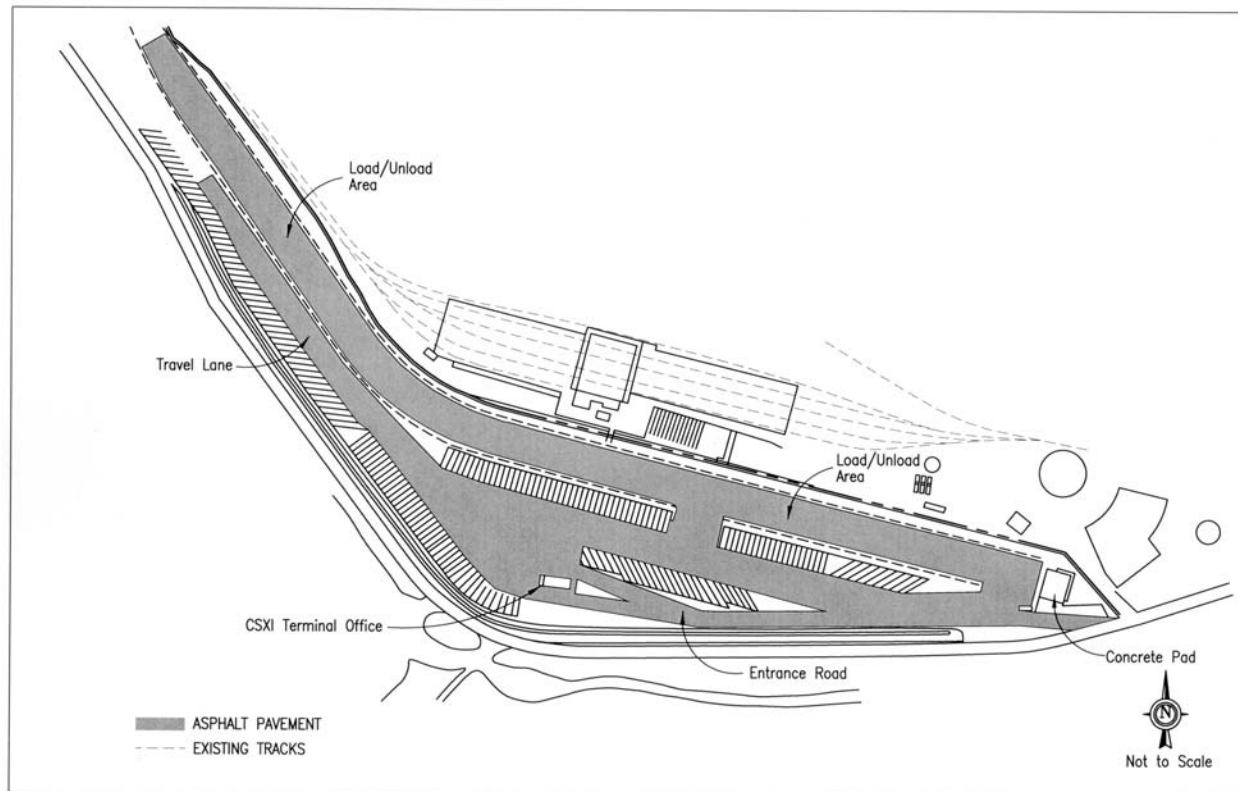 Load/Unload
Area
Travel Lane
Load/Unload
Area
CSXI Terminal Office
Entrance Road
Concrete Pad
ASPHALT PAVEMENT
EXISTING TRACKS
N
Not to Scale